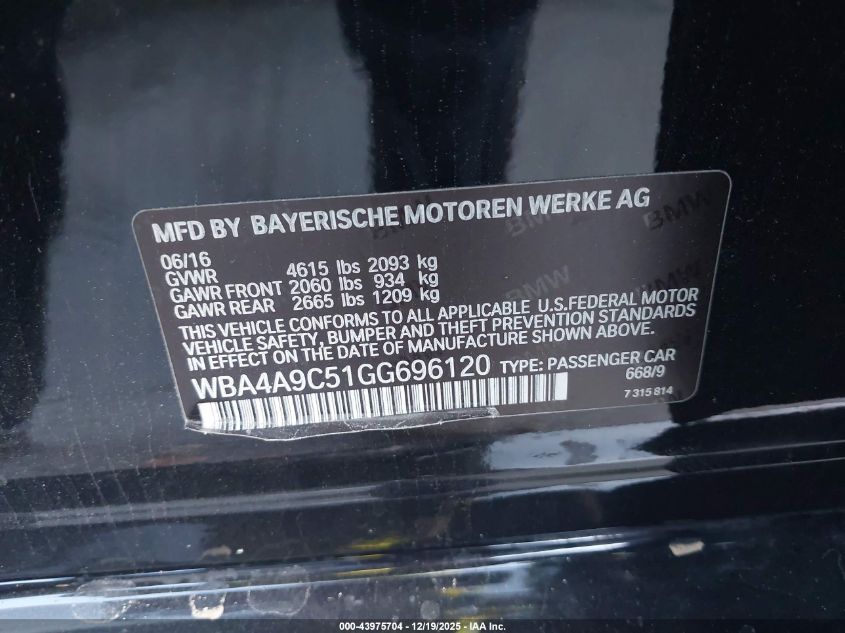 MFD BY BAYERISCHE MOTOREN WERKE AG
06/16
GVWR 4615 lbs 2093 kg
GAWR FRONT 2060 lbs 934 kg
GAWR REAR 2665 lbs 1209 kg
THIS VEHICLE CONFORMS TO ALL APPLICABLE U.S.FEDERAL MOTOR
VEHICLE SAFETY, BUMPER AND THEFT PREVENTION STANDARDS
IN EFFECT ON THE DATE OF MANUFACTURE SHOWN ABOVE.
WBA4A9C51GG696120 TYPE: PASSENGER CAR
668/9
7 315 814
BMW
BMW
BMW
000-43975704 - 12/19/2025 - IAA Inc.